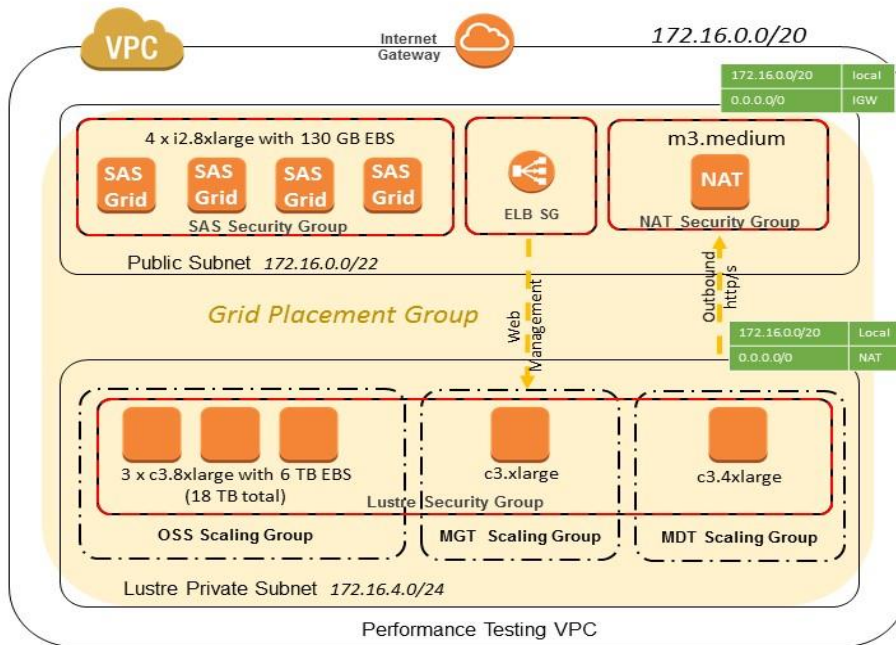 VPC
Internet
Gateway
172.16.0.0/20
172.16.0.0/20 local
0.0.0.0/0 IGW
4 x i2.8xlarge with 130 GB EBS
SAS
Grid
SAS
Grid
SAS
Grid
SAS
Grid
SAS Security Group
ELB SG
m3.medium
NAT
NAT Security Group
Public Subnet 172.16.0.0/22
Grid Placement Group
Web
Management
Outbound
http/s
172.16.0.0/20 Local
0.0.0.0/0 NAT
3 x c3.8xlarge with 6 TB EBS
(18 TB total)
c3.xlarge
c3.4xlarge
Lustre Security Group
OSS Scaling Group
MGT Scaling Group
MDT Scaling Group
Lustre Private Subnet 172.16.4.0/24
Performance Testing VPC